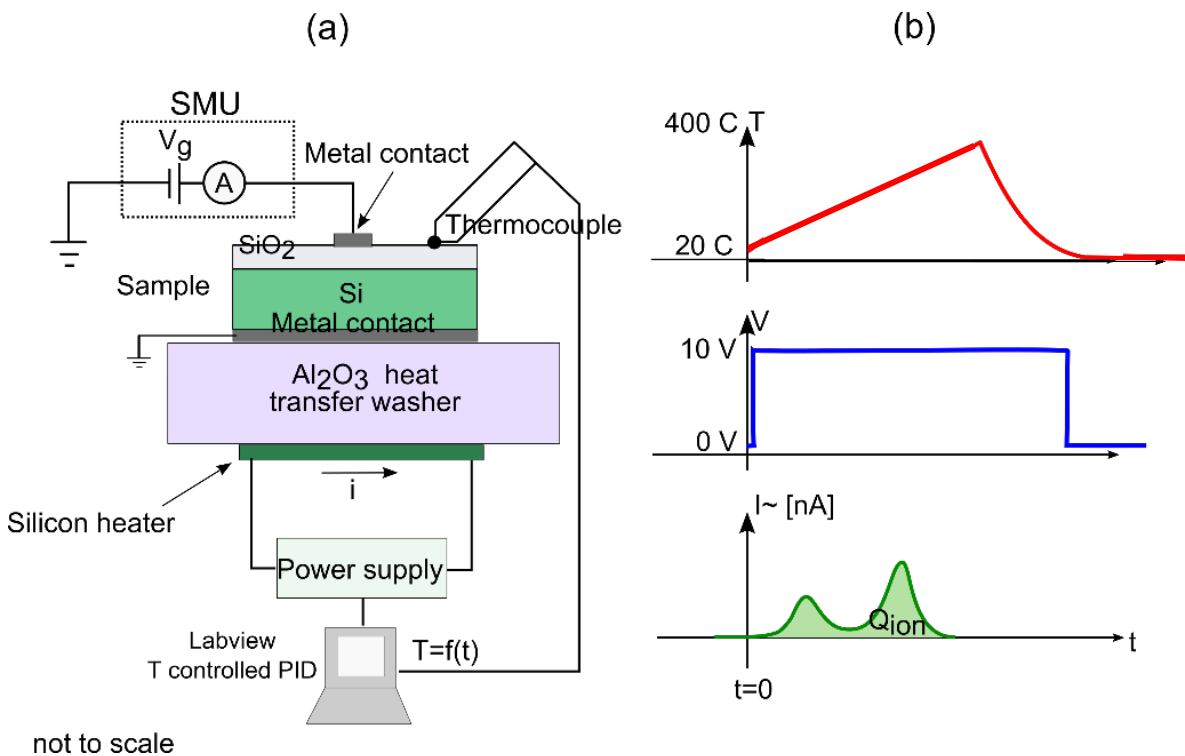 (a)
SMU
Vg
A
Metal contact
Thermocouple
SiO2
Sample
Si
Metal contact
Al2O3 heat
transfer washer
i
Silicon heater
Power supply
Labview
T controlled PID
T=f(t)
not to scale
(b)
400 C T
20 C
V
10 V
0 V
I~ [nA]
Qion
t
t=0